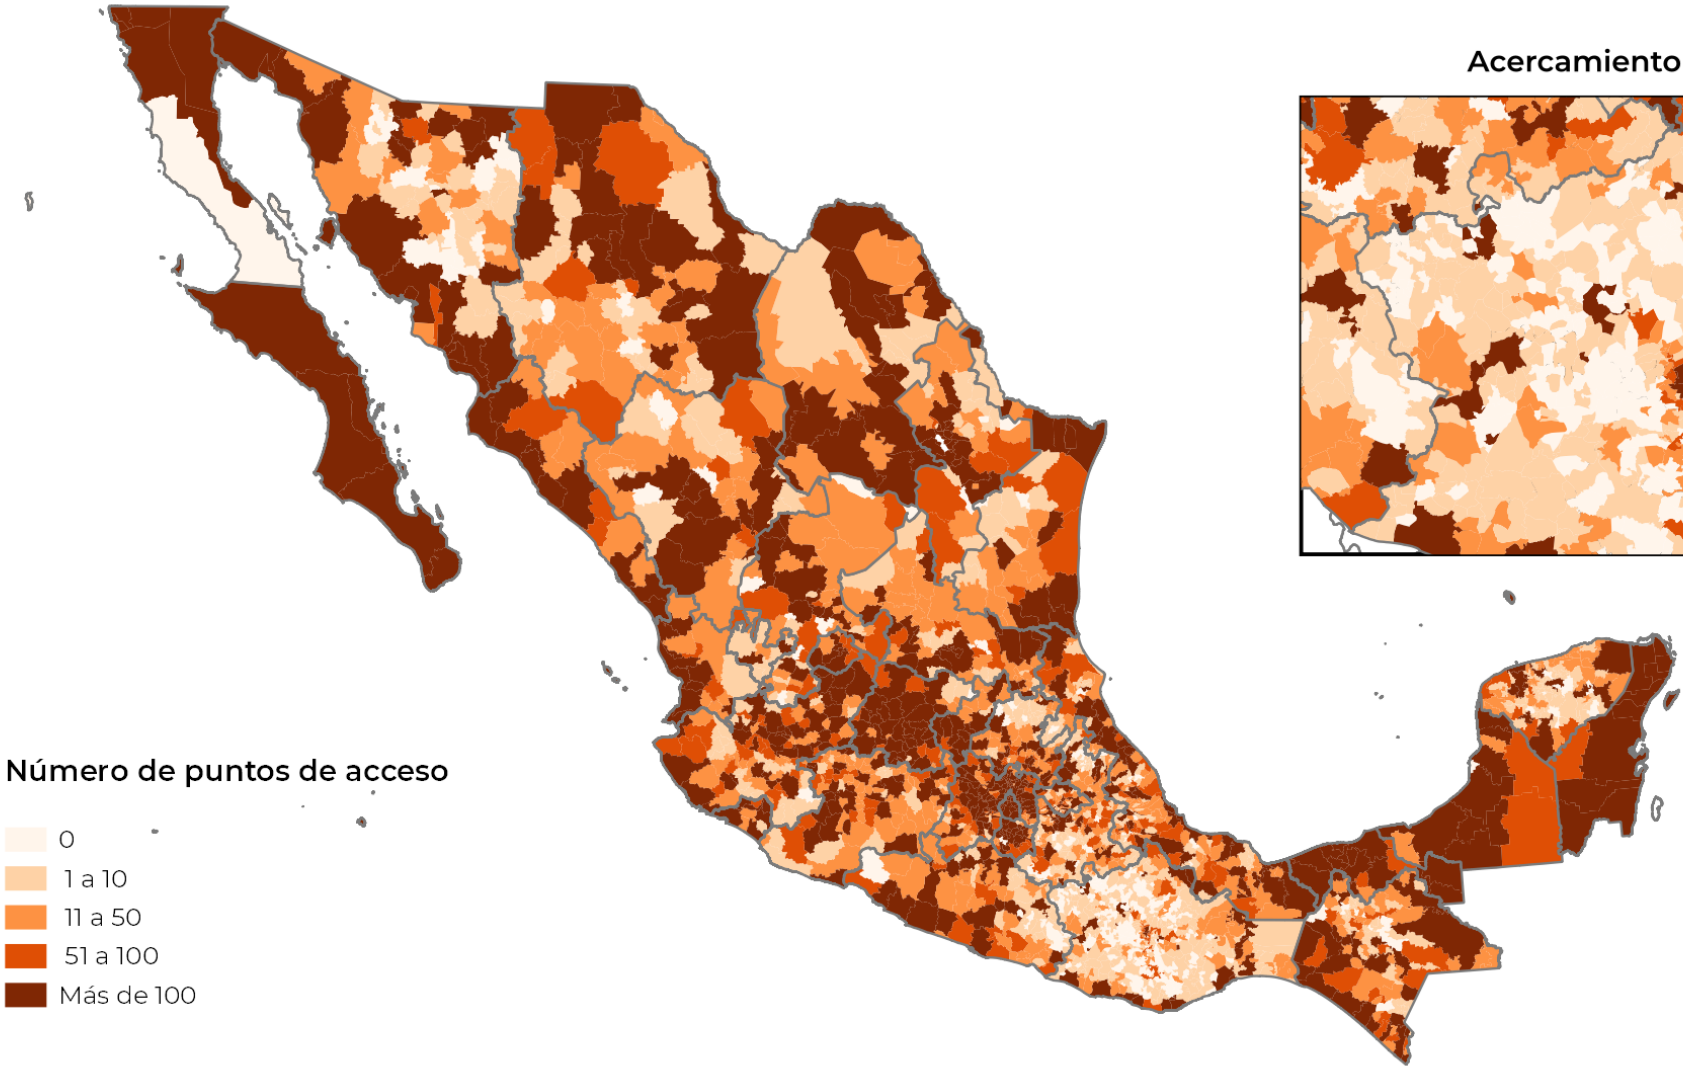 Acercamiento
Número de puntos de acceso
0
1 a 10
11 a 50
51 a 100
Más de 100